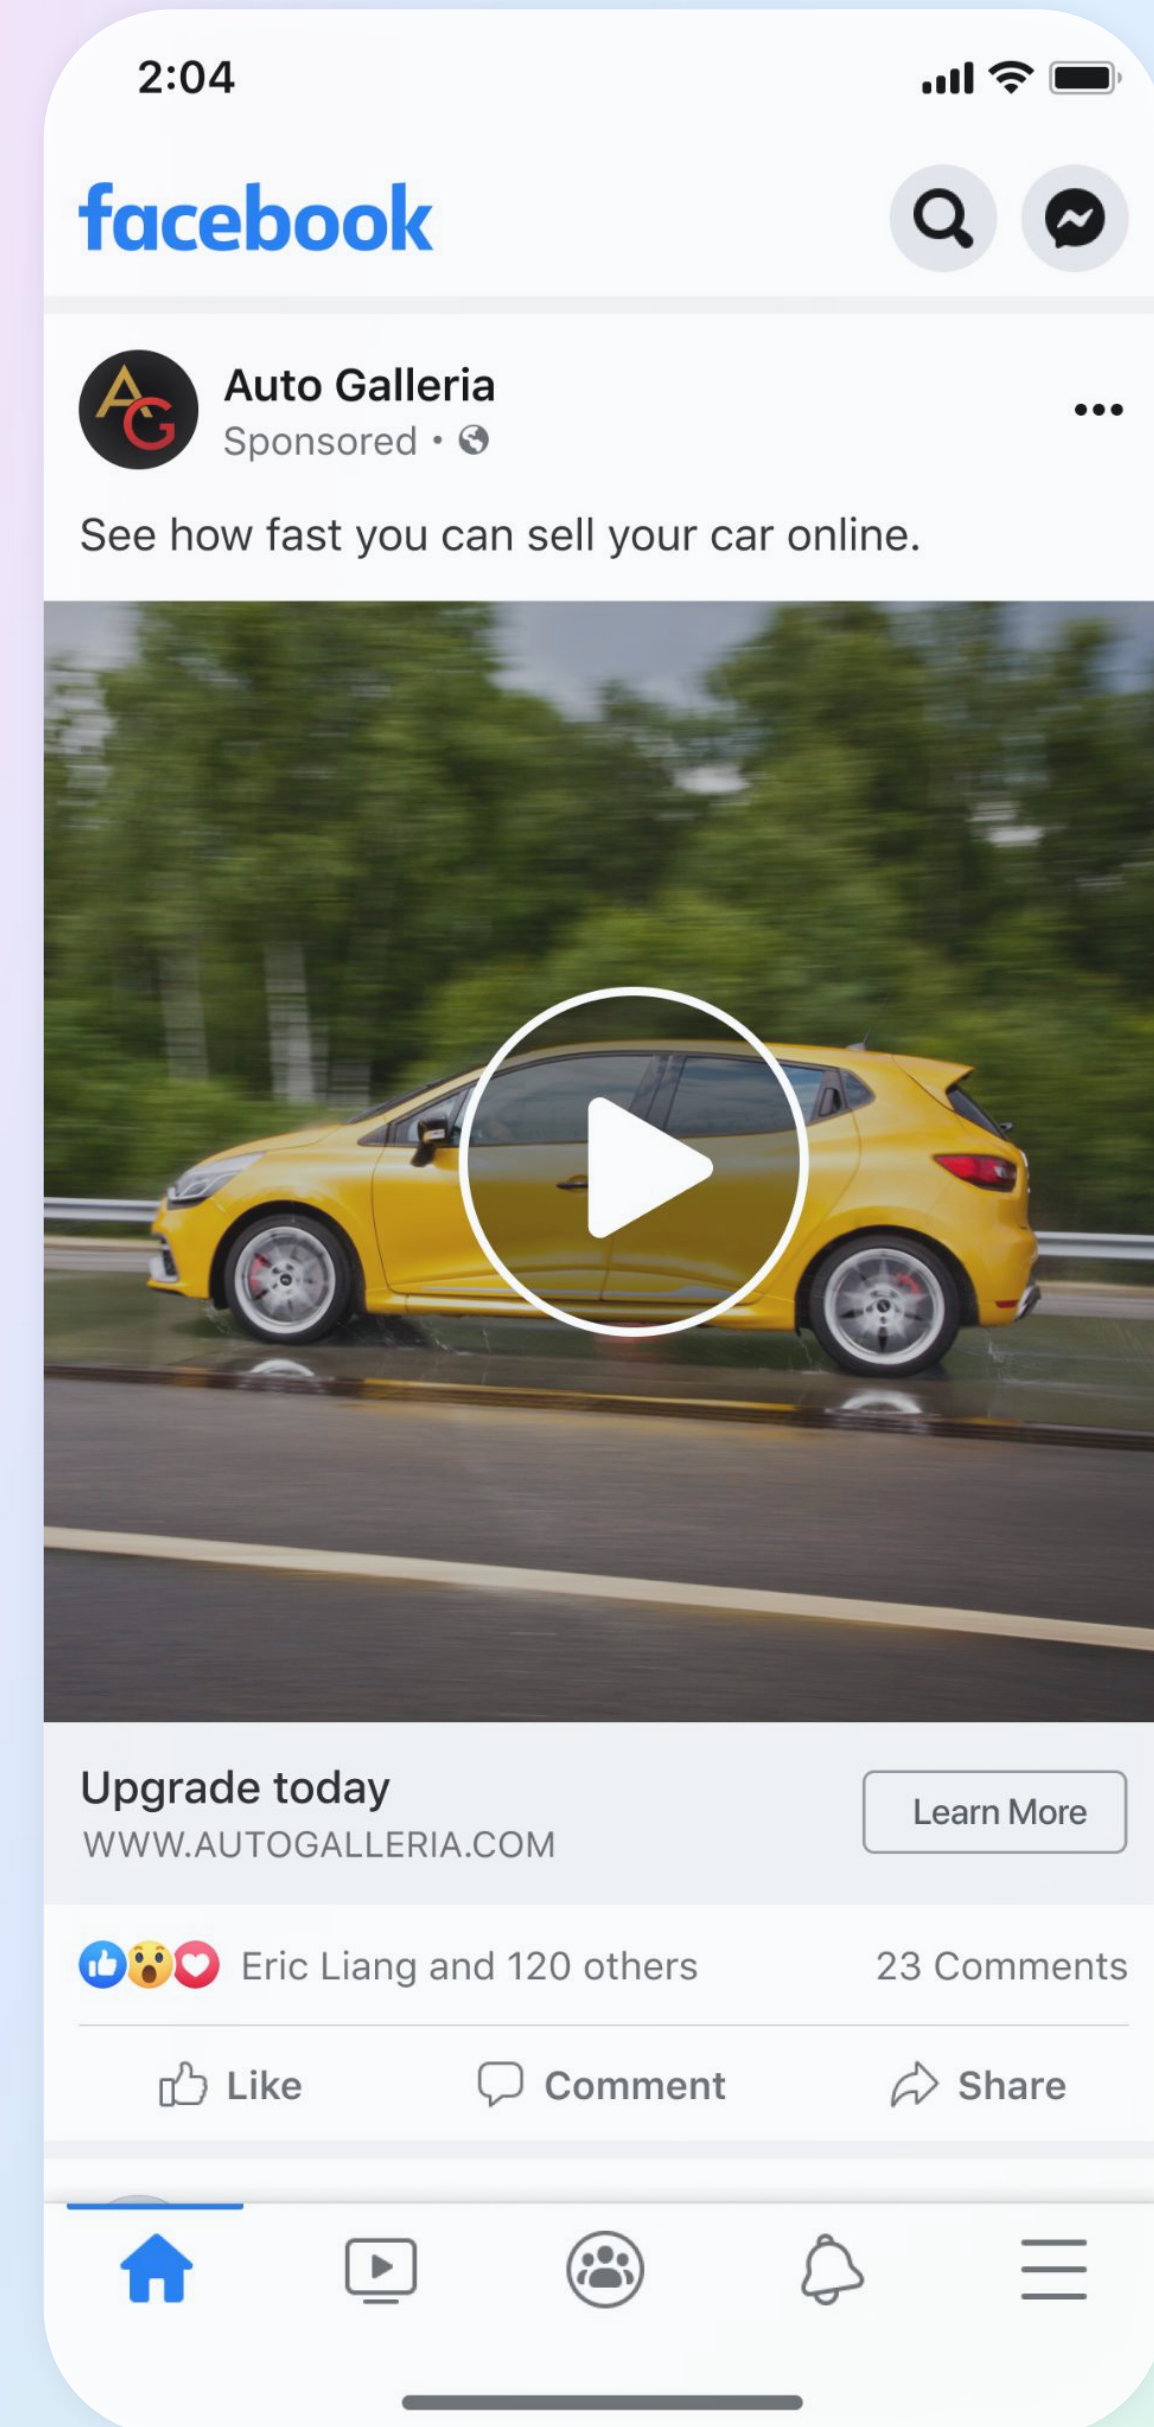 2:04
facebook
AG
Auto Galleria
Sponsored •
See how fast you can sell your car online.
Upgrade today
WWW.AUTOGALLERIA.COM
Learn More
Eric Liang and 120 others
23 Comments
Like
Comment
Share